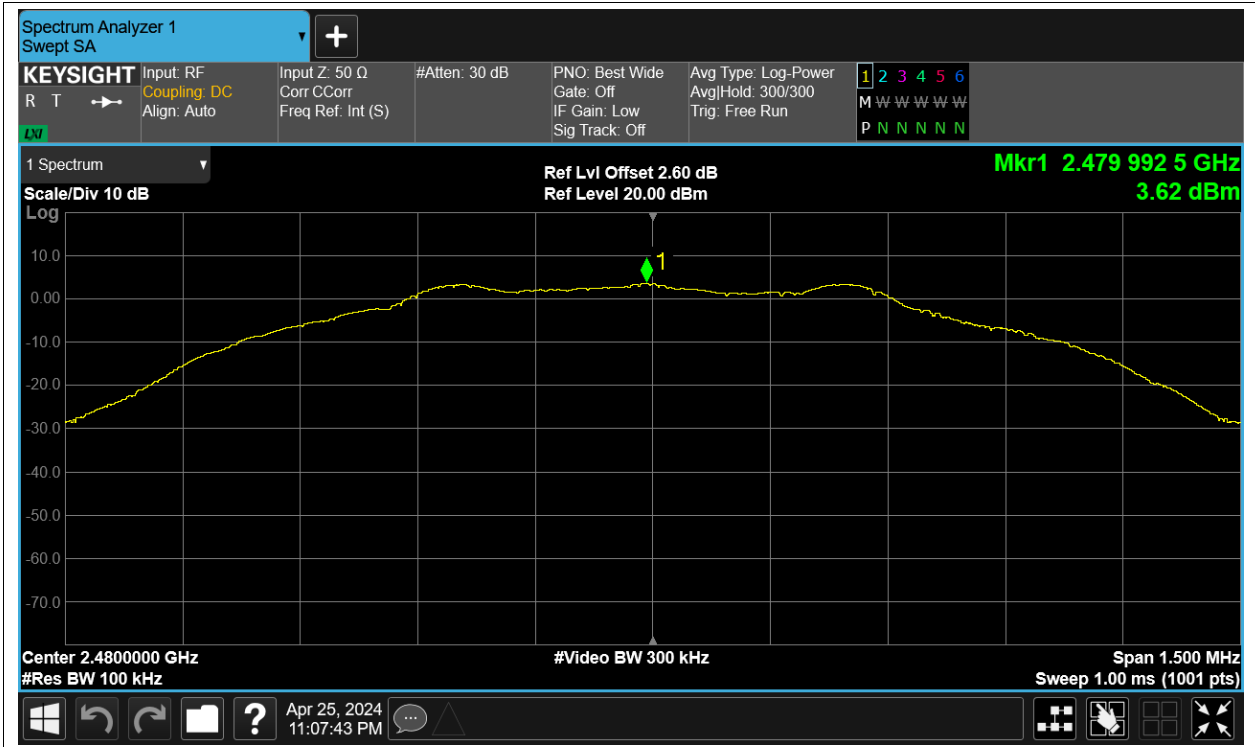 Spectrum Analyzer 1
Swept SA
KEYSIGHT
R T
LXI
Input: RF
Coupling: DC
Align: Auto
Input Z: 50 Ω
Corr CCorr
Freq Ref: Int (S)
#Atten: 30 dB
PNO: Best Wide
Gate: Off
IF Gain: Low
Sig Track: Off
Avg Type: Log-Power
Avg|Hold: 300/300
Trig: Free Run
1 2 3 4 5 6
M W W W W W W
P N N N N N
1 Spectrum
Scale/Div 10 dB
Log
Ref Lvl Offset 2.60 dB
Ref Level 20.00 dBm
Mkr1 2.479 992 5 GHz
3.62 dBm
1
10.0
0.00
-10.0
-20.0
-30.0
-40.0
-50.0
-60.0
-70.0
Center 2.4800000 GHz
#Video BW 300 kHz
Span 1.500 MHz
#Res BW 100 kHz
Sweep 1.00 ms (1001 pts)
?
Apr 25, 2024
11:07:43 PM